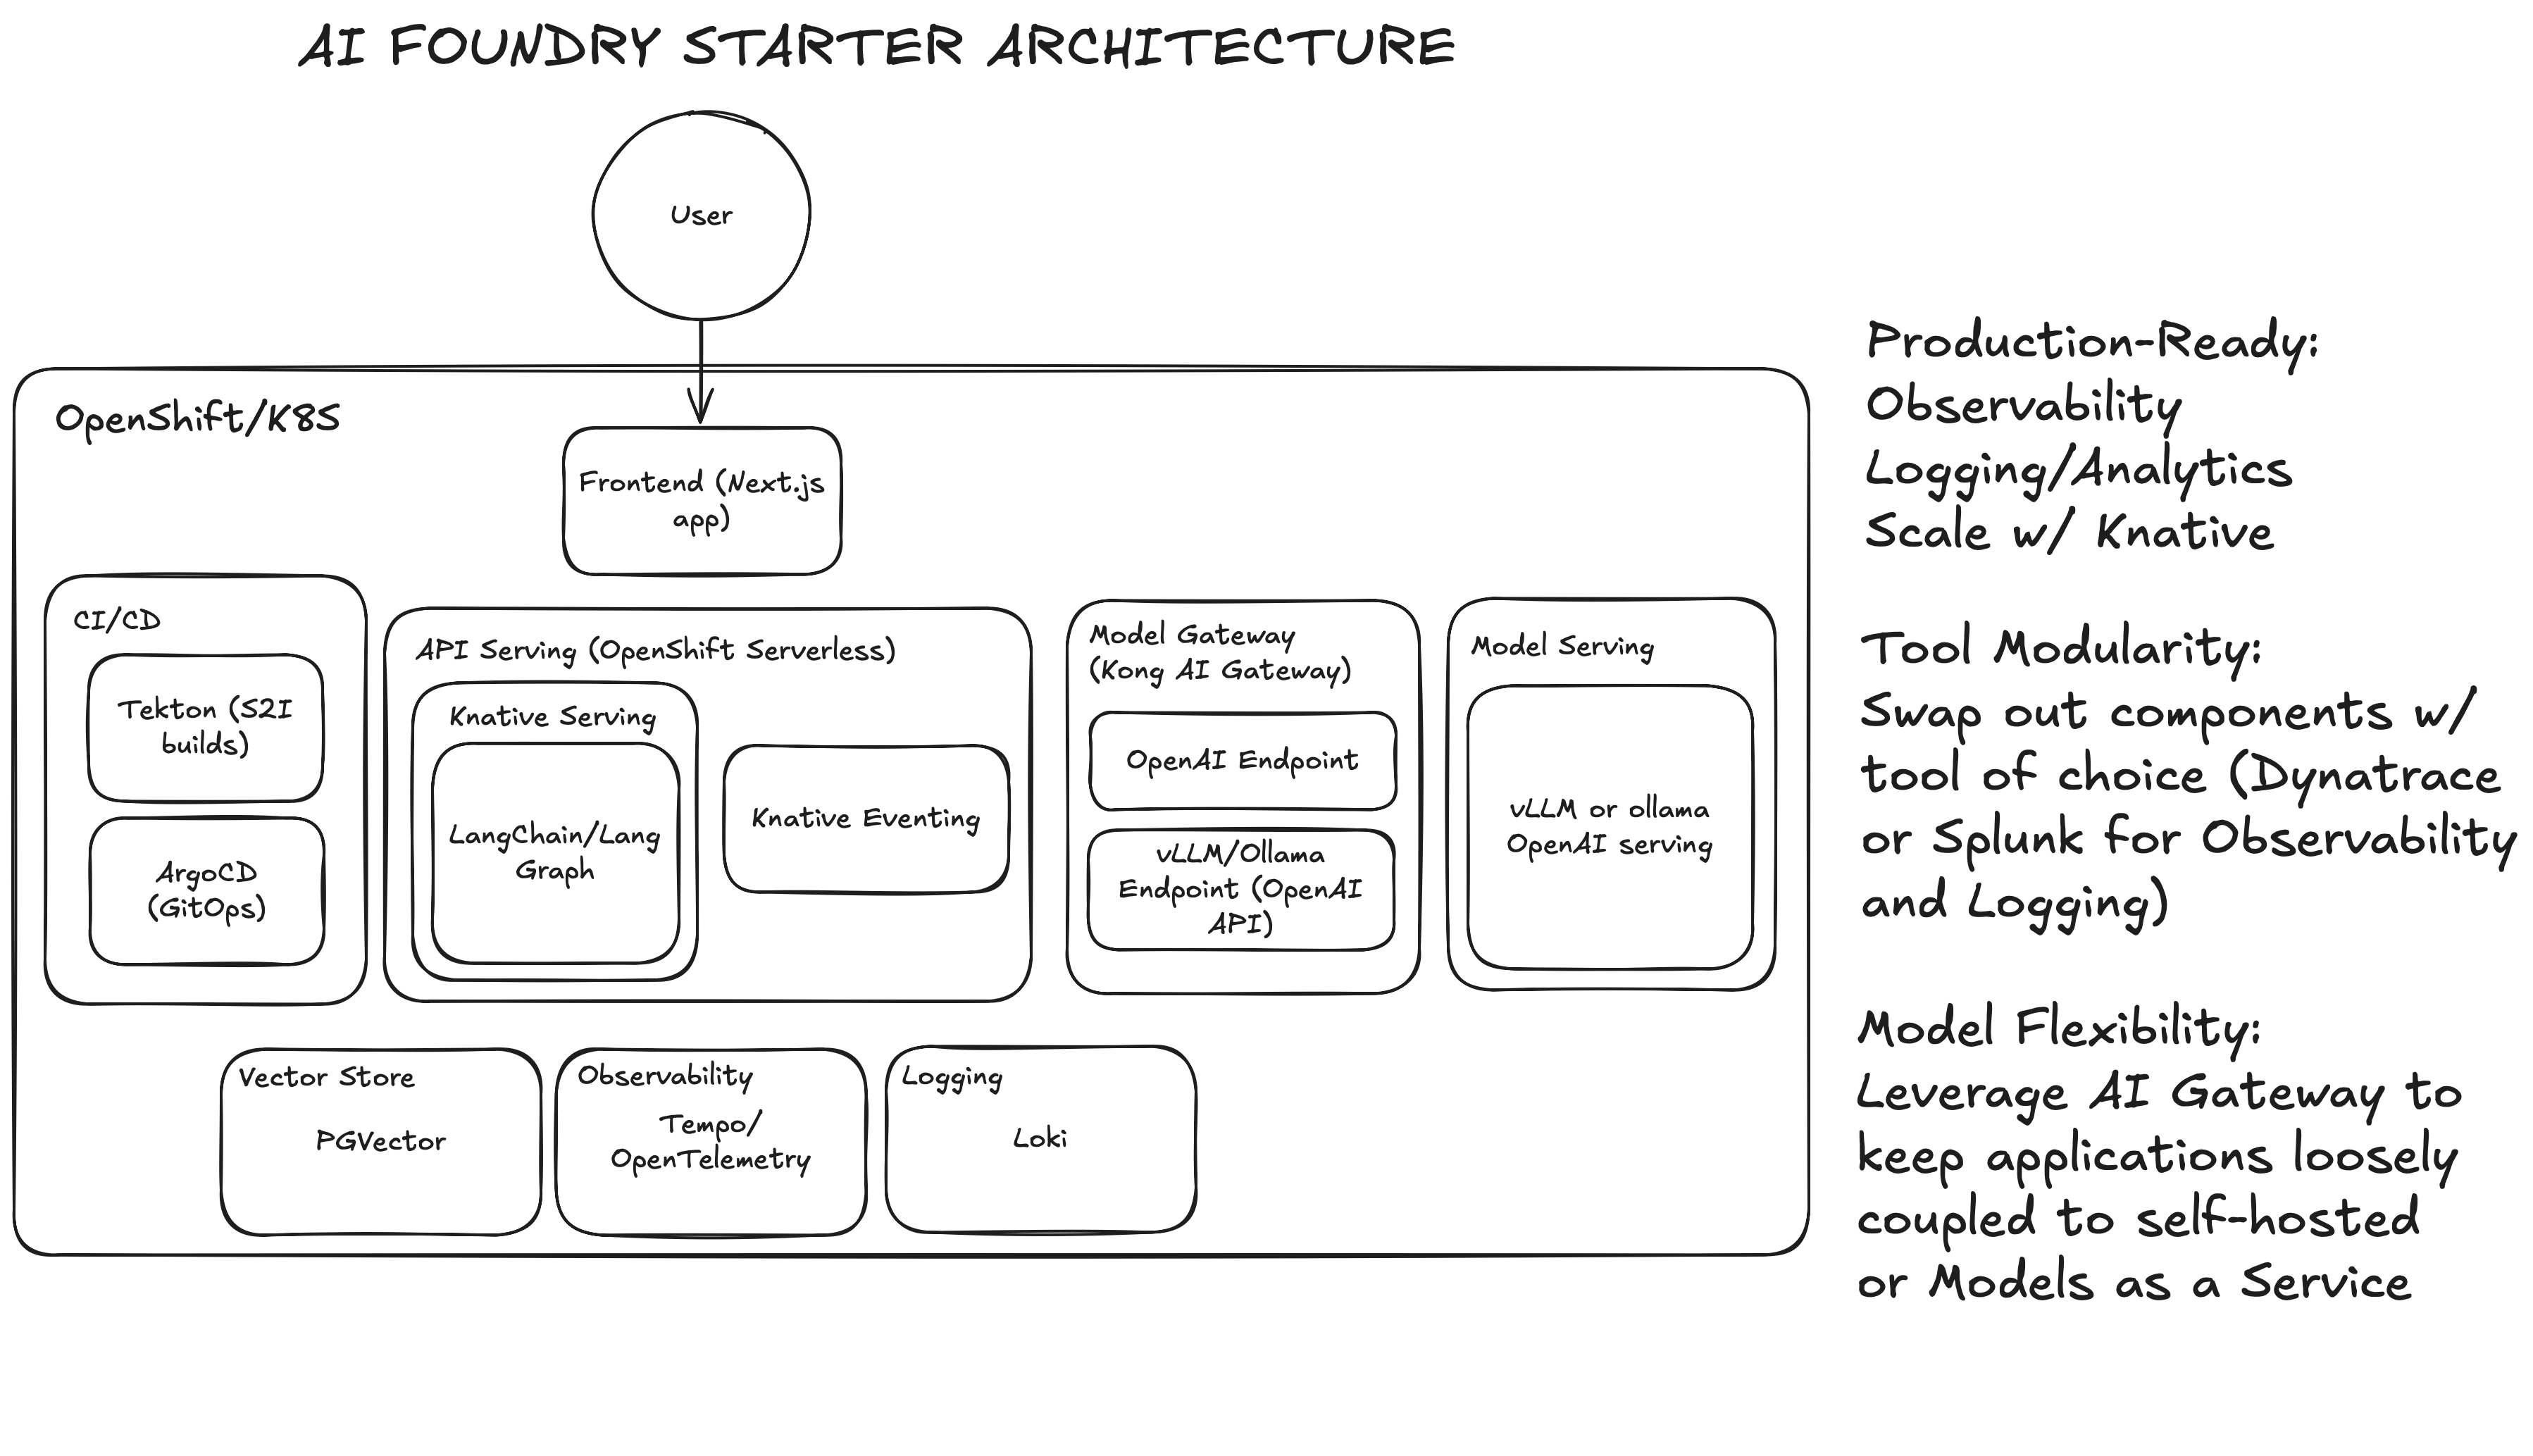 AI FOUNDRY STARTER ARCHITECTURE
User
OpenShift/K8S
Frontend (Next.js
app)
CI/CD
Tekton (S2I
builds)
ArgoCD
(GitOps)
API Serving (OpenShift Serverless)
Knative Serving
LangChain/Lang
Graph
Knative Eventing
Model Gateway
(Kong AI Gateway)
OpenAI Endpoint
vLLM/Ollama
Endpoint (OpenAI
API)
Model Serving
vLLM or ollama
OpenAI serving
Vector Store
PGVector
Observability
Tempo/
OpenTelemetry
Logging
Loki
Production-Ready:
Observability
Logging/Analytics
Scale w/ Knative
Tool Modularity:
Swap out components w/
tool of choice (Dynatrace
or Splunk for Observability
and Logging)
Model Flexibility:
Leverage AI Gateway to
keep applications loosely
coupled to self-hosted
or Models as a Service